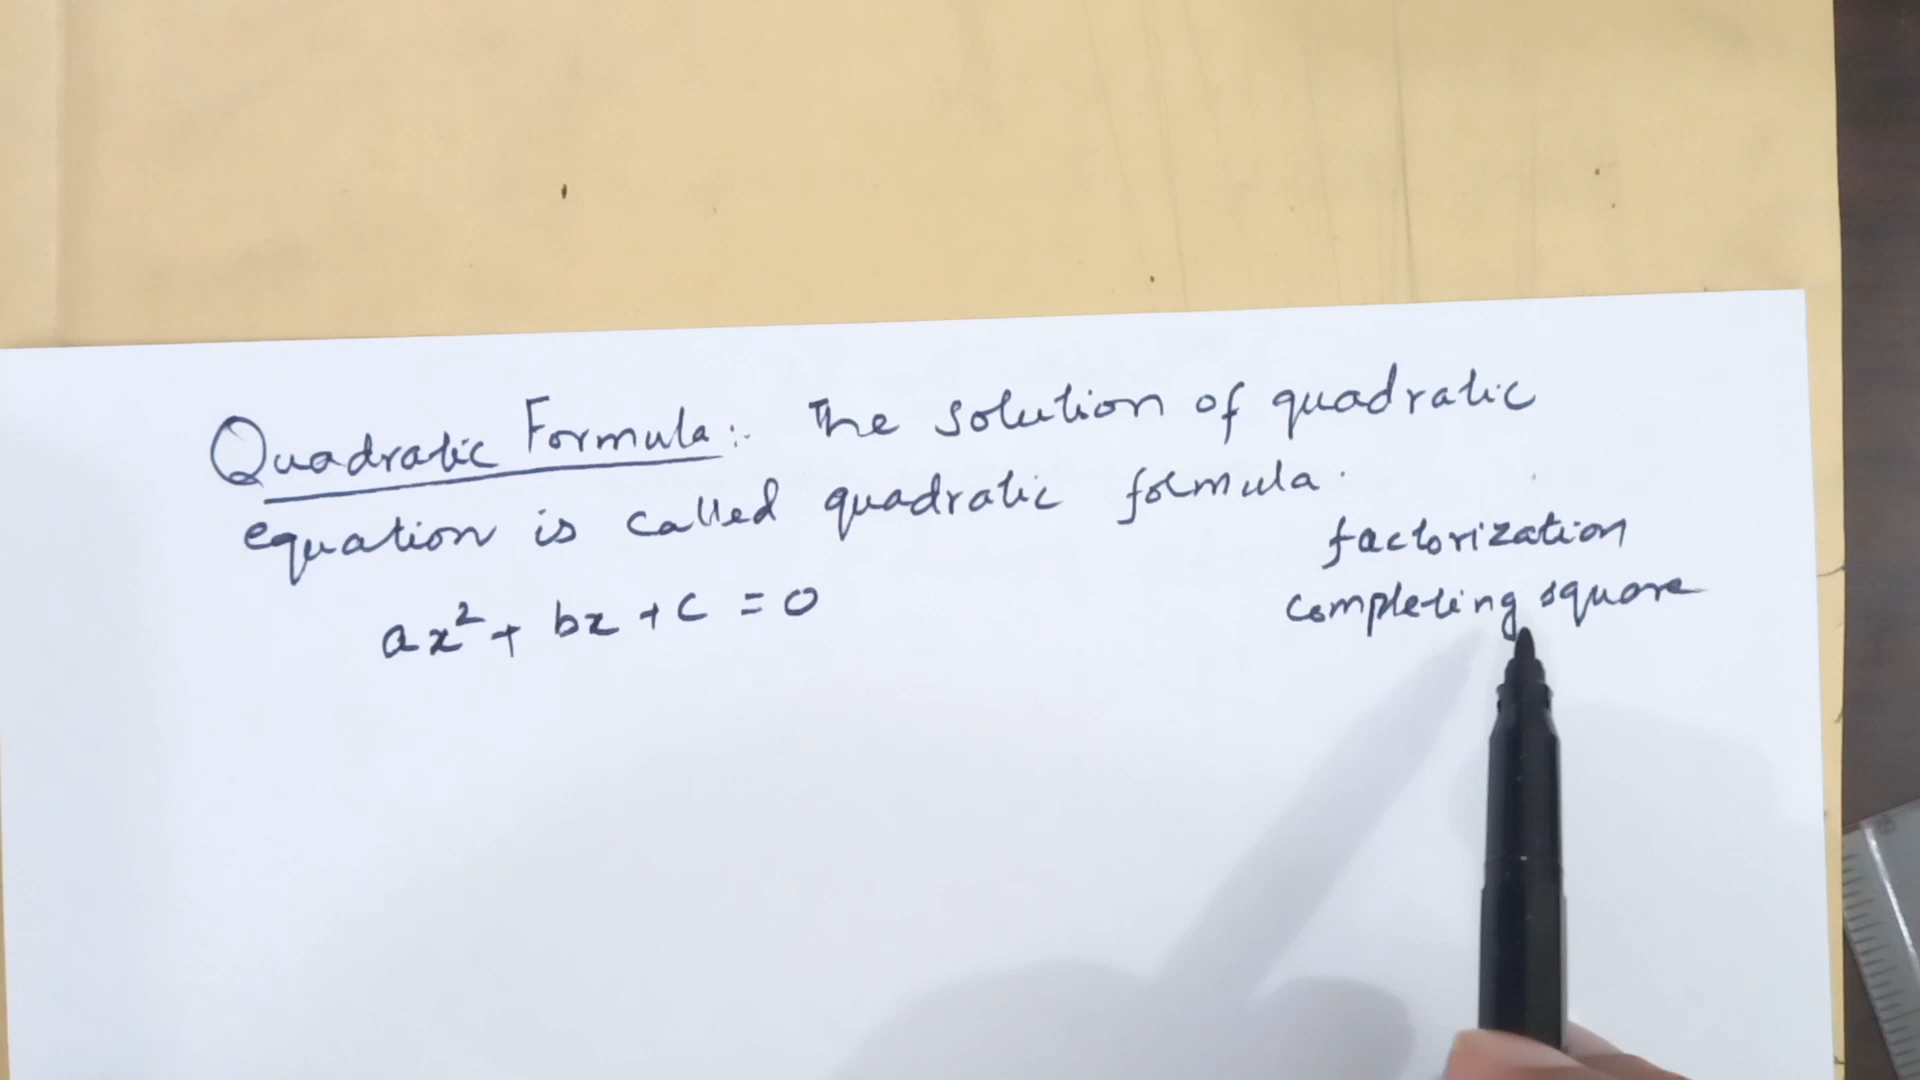 Quadratic Formula:. The solution of quadratic
equation is called quadratic formula.
factorization
ax² + bx + c = 0
completing square